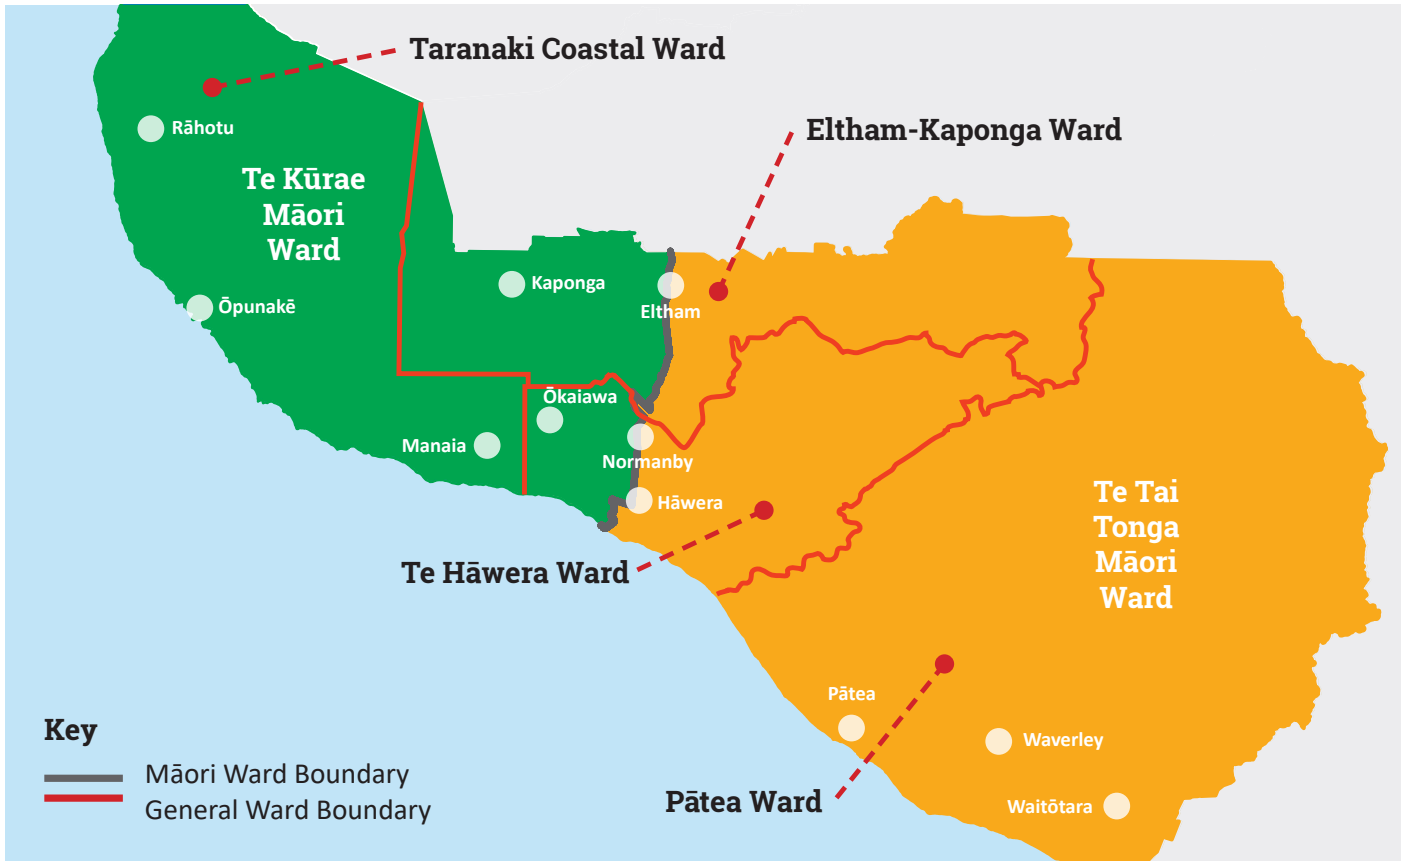 Taranaki Coastal Ward
Eltham-Kaponga Ward
Rāhotu
Te Kūrae
Māori
Ward
Kaponga
Ōpunakē
Eltham
Ōkaiawa
Manaia
Normanby
Hāwera
Te Tai
Tonga
Māori
Ward
Te Hāwera Ward
Pātea
Waverley
Pātea Ward
Waitōtara
Key
Māori Ward Boundary
General Ward Boundary